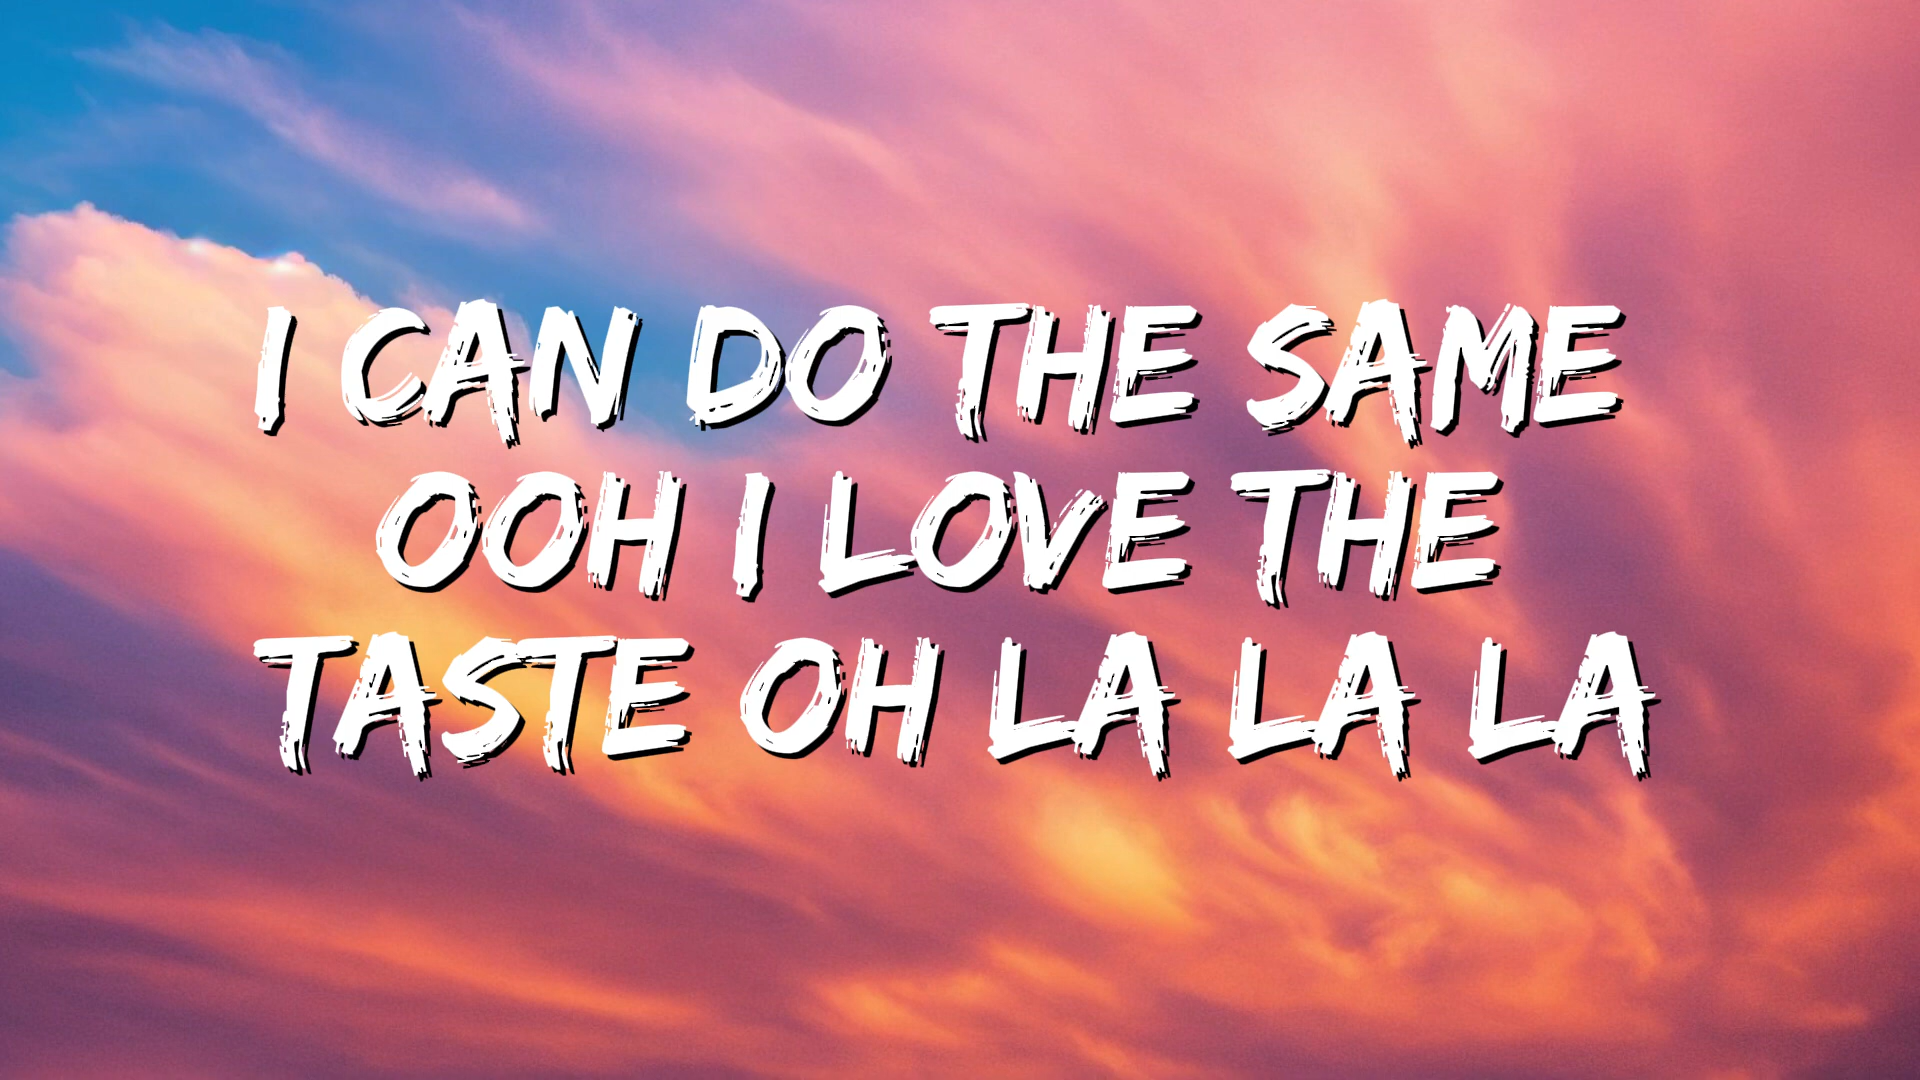 I CAN DO THE SAME
OOH I LOVE THE
TASTE OH LA LA LA